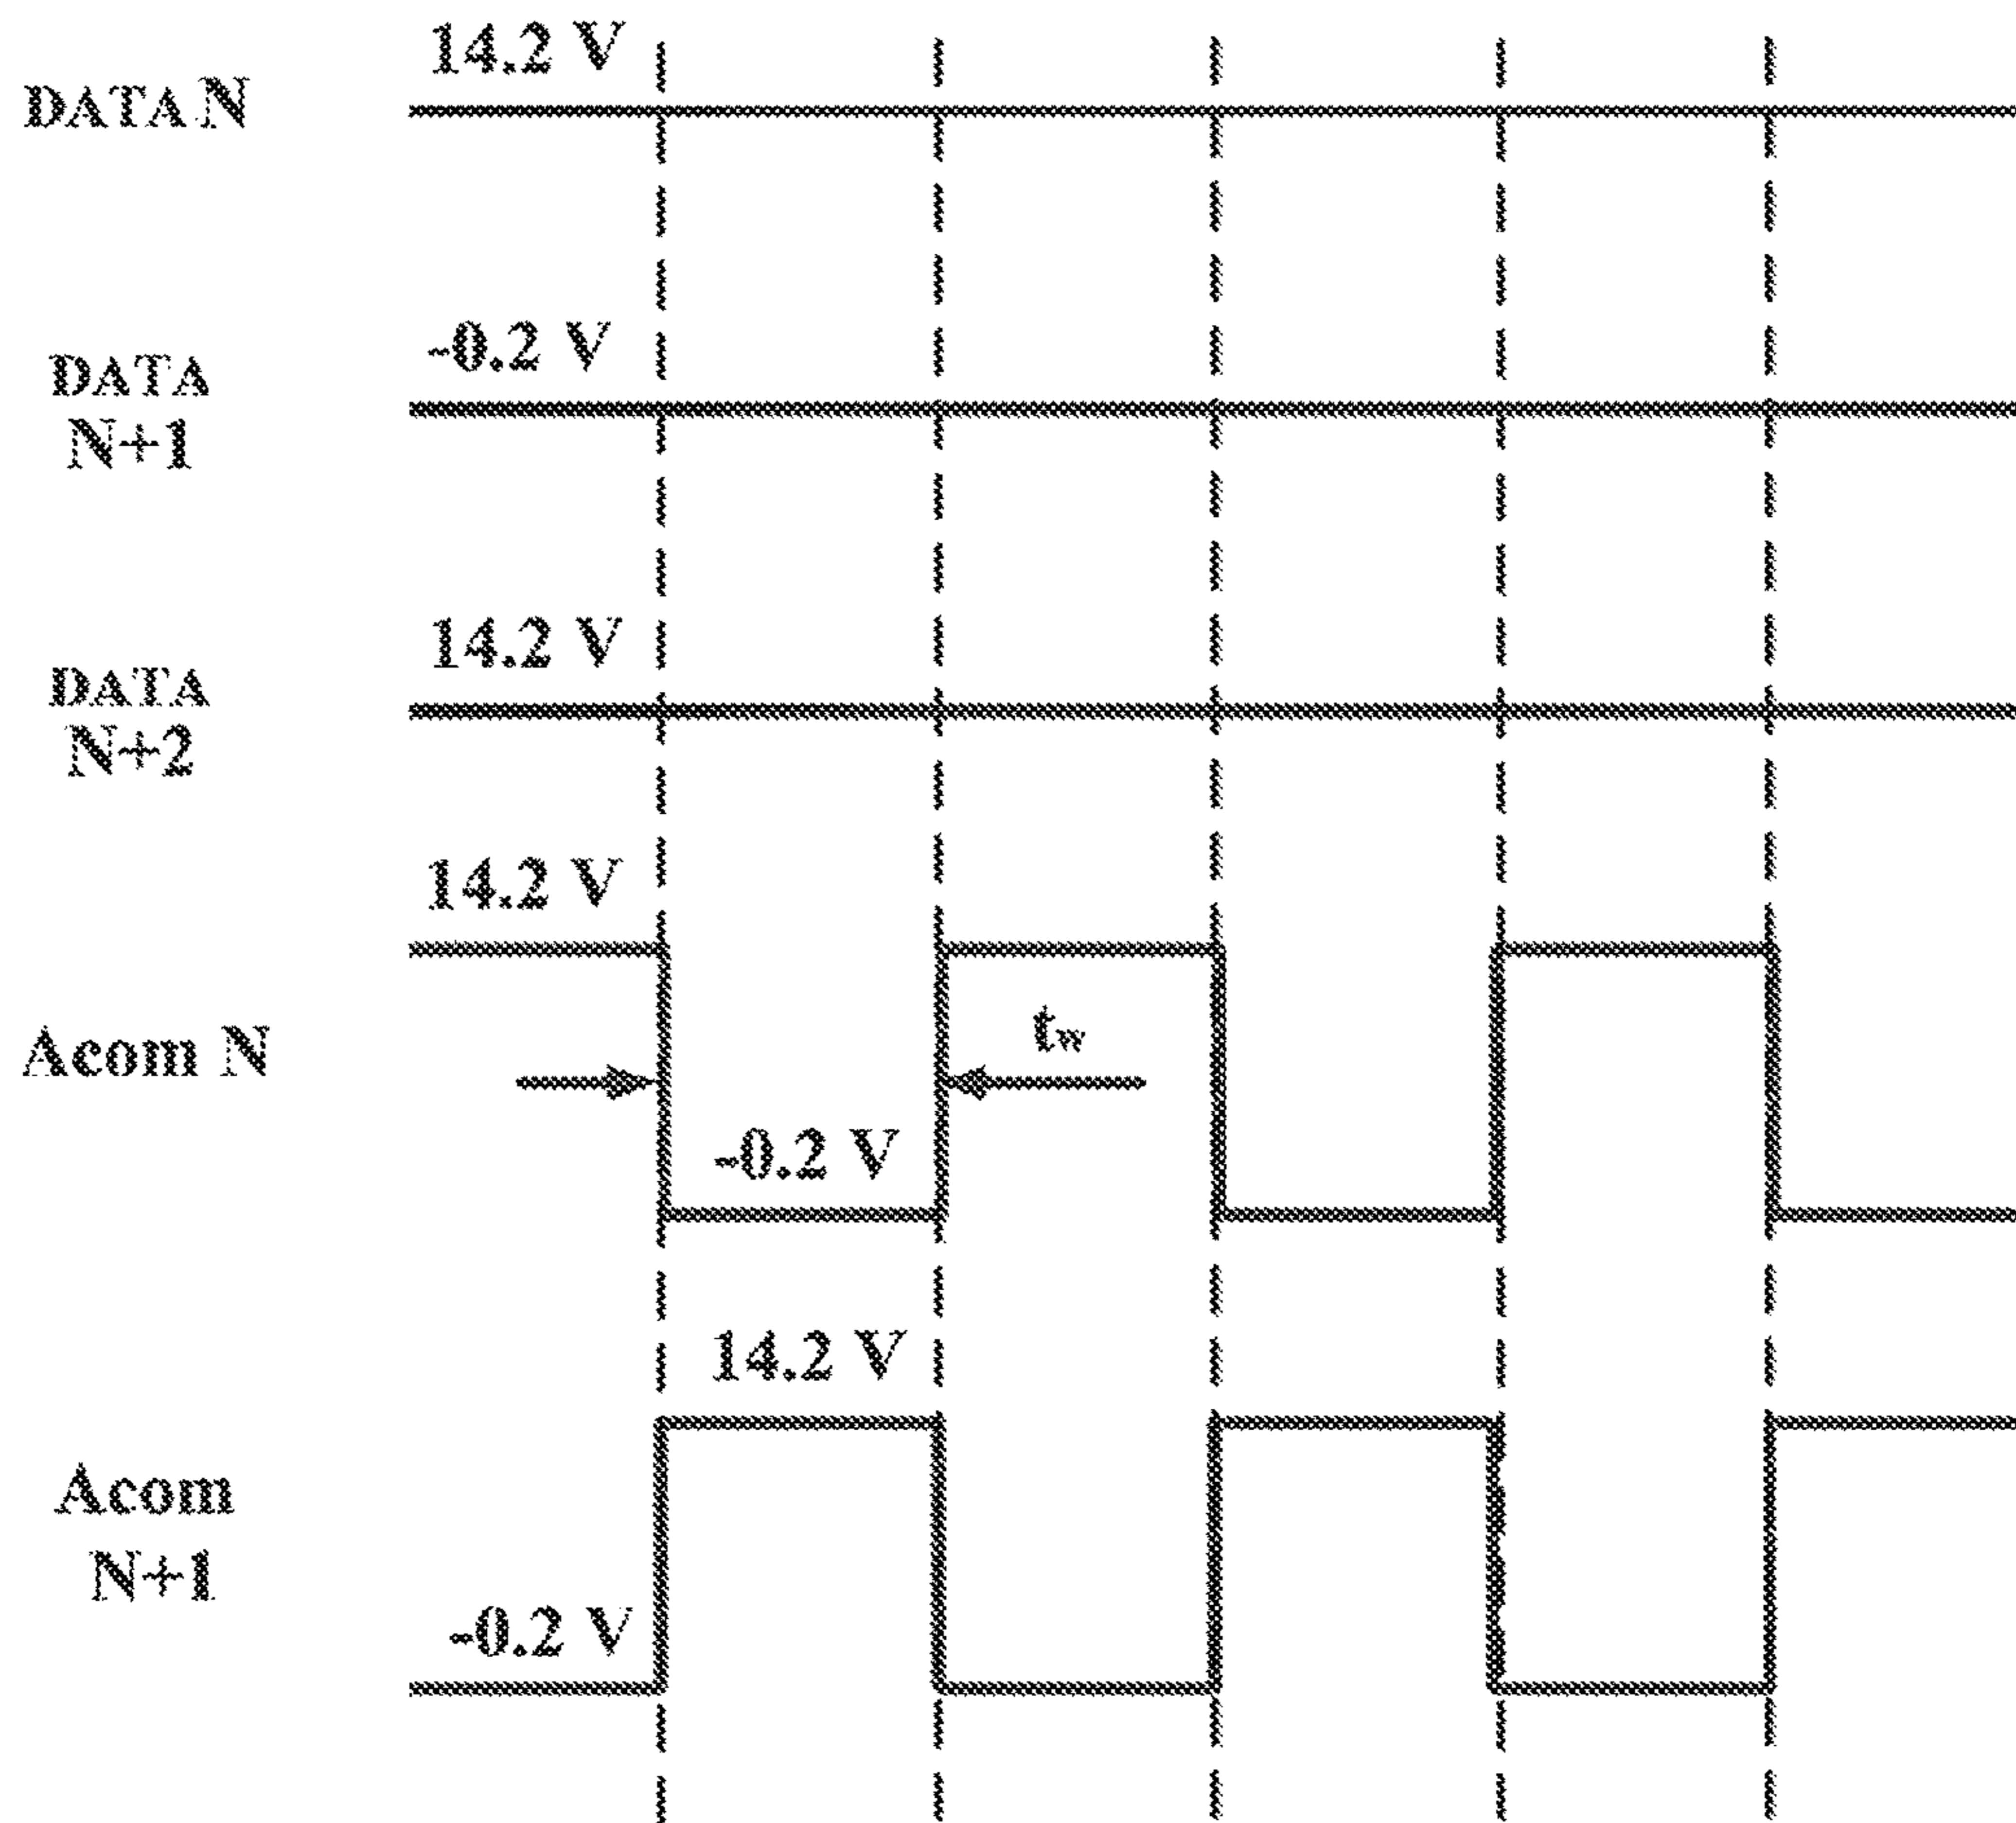 14.2 V
DATA N
-0.2 V
DATA
N+1
14.2 V
DATA
N+2
14.2 V
Acom N
tw
-0.2 V
14.2 V
Acom
N+1
-0.2 V